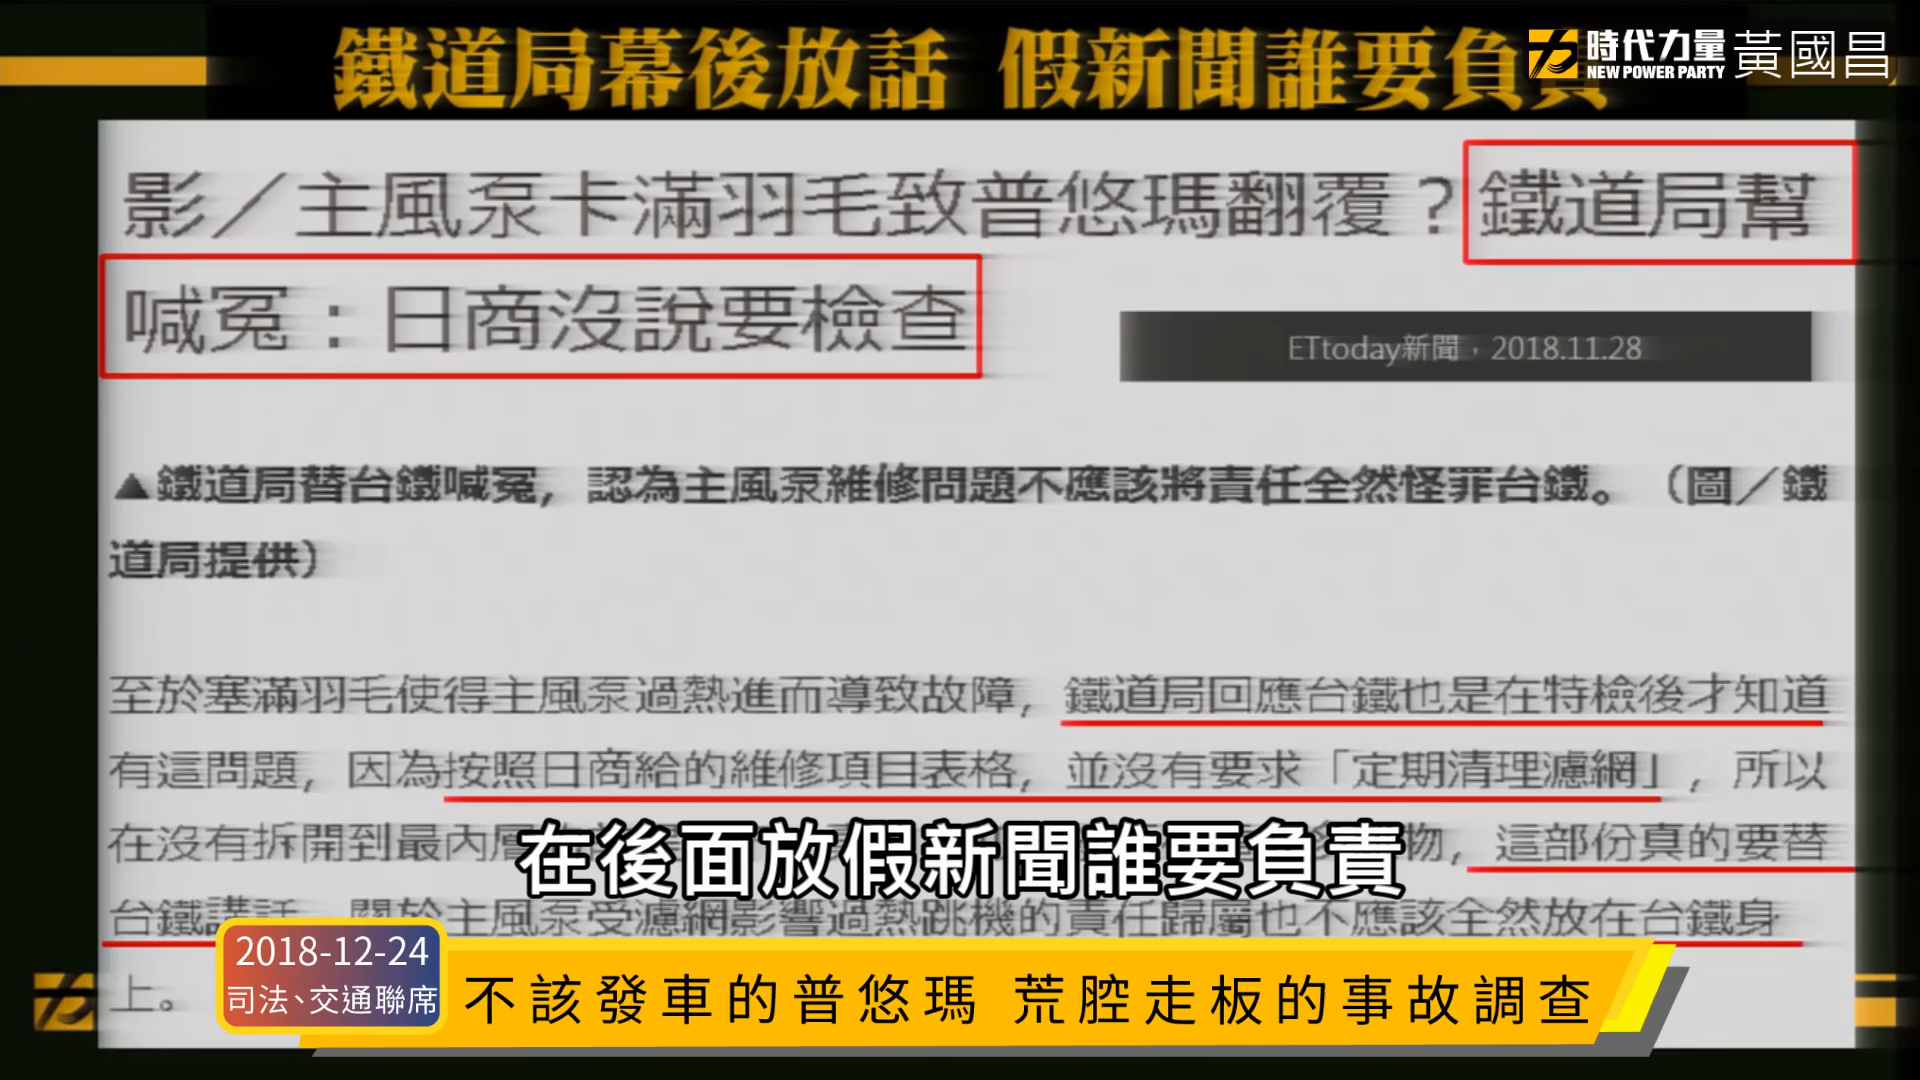 鐵道局幕後放話 假新聞誰要負責
時代力量 黃國昌
NEW POWER PARTY
影／主風泵卡滿羽毛致普悠瑪翻覆？鐵道局幫
喊冤：日商沒說要檢查
ETtoday新聞，2018.11.28
▲鐵道局替台鐵喊冤，認為主風泵維修問題不應該將責任全然怪罪台鐵。（圖／鐵
道局提供）
至於塞滿羽毛使得主風泵過熱進而導致故障，鐵道局回應台鐵也是在特檢後才知道
有這問題，因為按照日商給的維修項目表格，並沒有要求「定期清理濾網」，所以
在沒有拆開到最內層 物，這部份真的要替
在後面放假新聞誰要負責
台鐵講話，關於主風泵受濾網影響過熱跳機的責任歸屬也不應該全然放在台鐵身
上。
2018-12-24
司法、交通聯席
不該發車的普悠瑪 荒腔走板的事故調查